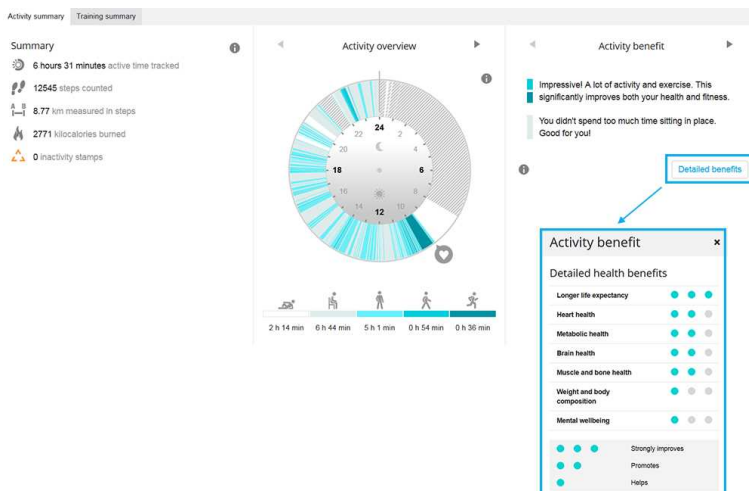 Activity summary
Training summary
Summary
6 hours 31 minutes active time tracked
12545 steps counted
A B
8.77 km measured in steps
2771 kilocalories burned
0 inactivity stamps
Activity overview
24
22
2
20
4
18
6
16
8
14
10
12
2 h 14 min
6 h 44 min
5 h 1 min
0 h 54 min
0 h 36 min
Activity benefit
Impressive! A lot of activity and exercise. This
significantly improves both your health and fitness.
You didn't spend too much time sitting in place.
Good for you!
Detailed benefits
Activity benefit
×
Detailed health benefits
Longer life expectancy
Heart health
Metabolic health
Brain health
Muscle and bone health
Weight and body
composition
Mental wellbeing
Strongly improves
Promotes
Helps